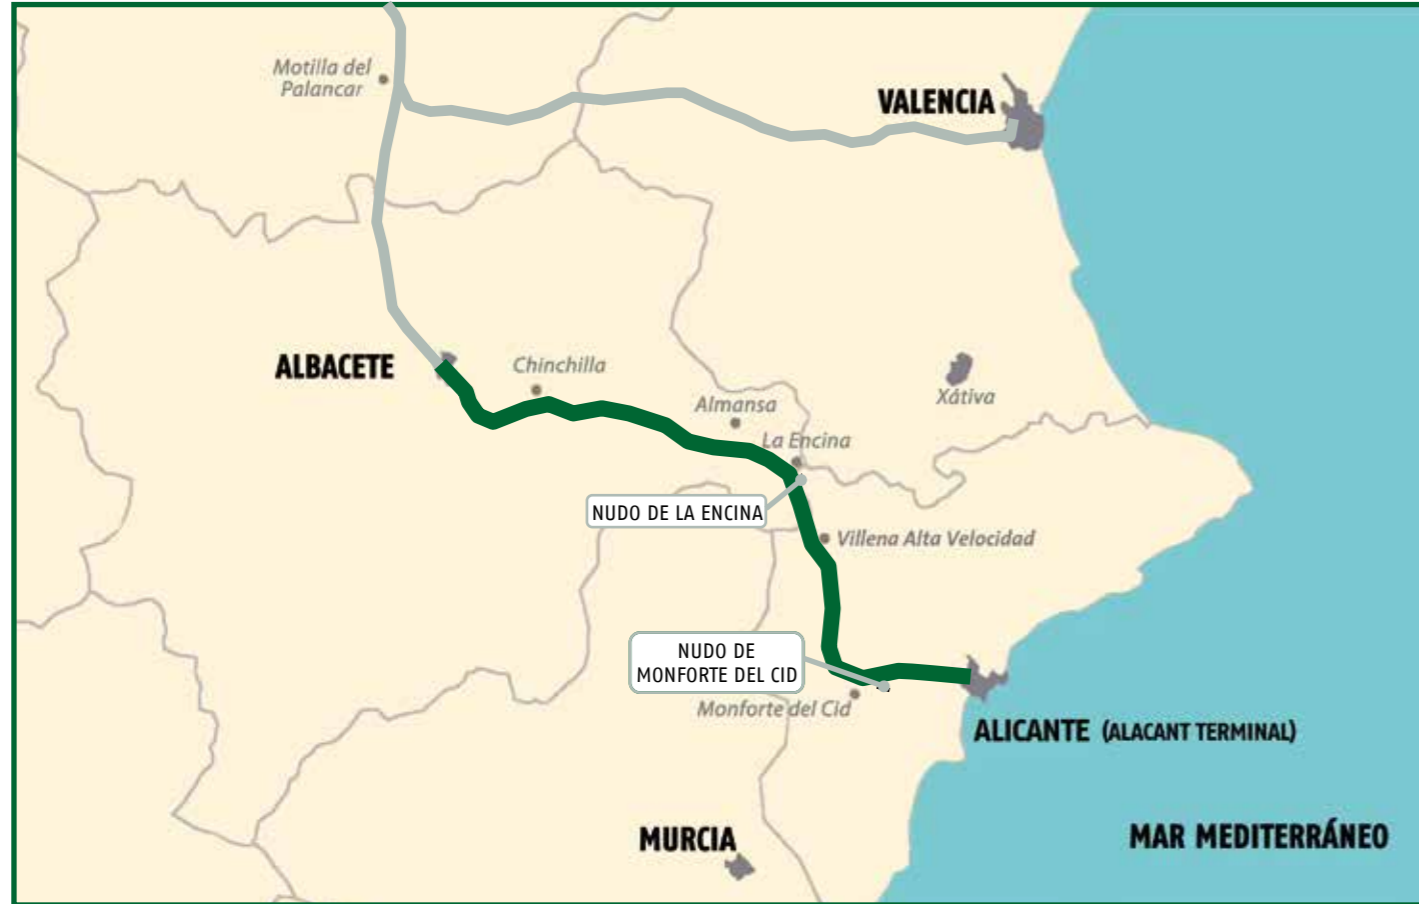 Motilla del
Palancar
VALENCIA
ALBACETE
Chinchilla
Xátiva
Almansa
La Encina
NUDO DE LA ENCINA
Villena Alta Velocidad
NUDO DE
MONFORTE DEL CID
Monforte del Cid
ALICANTE (ALACANT TERMINAL)
MURCIA
MAR MEDITERRÁNEO